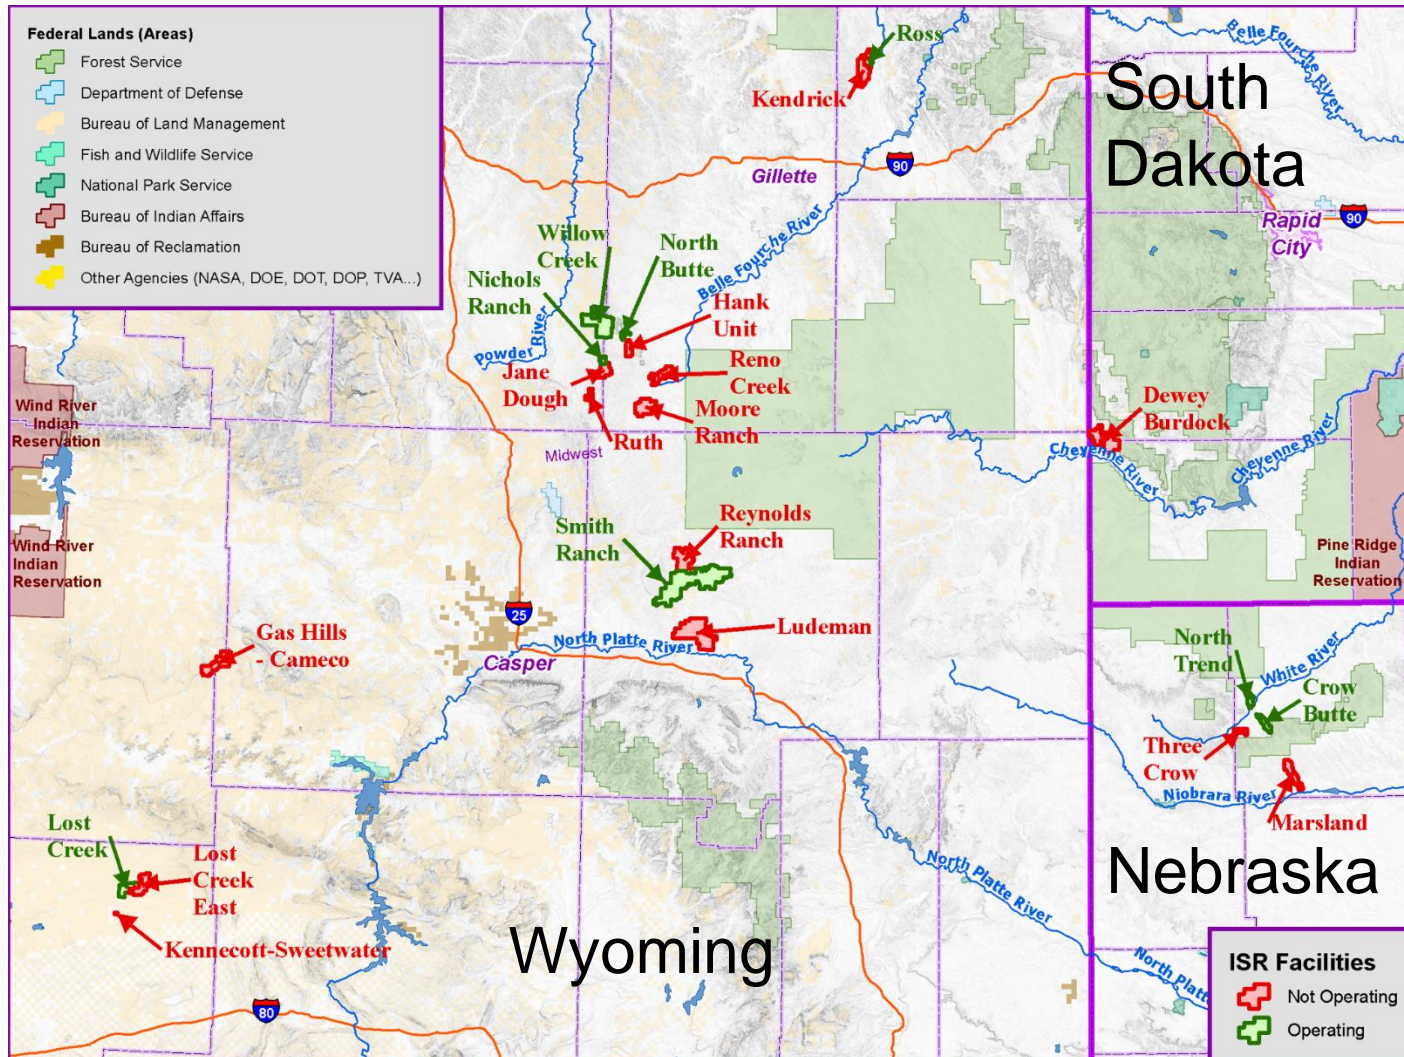 Federal Lands (Areas)
Forest Service
Department of Defense
Bureau of Land Management
Fish and Wildlife Service
National Park Service
Bureau of Indian Affairs
Bureau of Reclamation
Other Agencies (NASA, DOE, DOT, DOP, TVA...)
Ross
Kendrick
90
Gillette
Belle Fourche River
South
Dakota
Rapid
City
90
Willow
Creek
North
Butte
Nichols
Ranch
Belle Fourche River
Hank
Unit
Powder River
Jane
Dough
Reno
Creek
Moore
Ranch
Ruth
Midwest
Wind River
Indian
Reservation
Dewey
Burdock
Cheyenne River
Cheyenne River
Wind River
Indian
Reservation
Smith
Ranch
Reynolds
Ranch
Pine Ridge
Indian
Reservation
25
Gas Hills
- Cameco
Casper
North Platte River
Ludeman
North
Trend
White River
Crow
Butte
Three
Crow
Niobrara River
Marsland
Lost
Creek
Lost
Creek
East
Kennecott-Sweetwater
North Platte River
Nebraska
Wyoming
80
North Platte
ISR Facilities
Not Operating
Operating